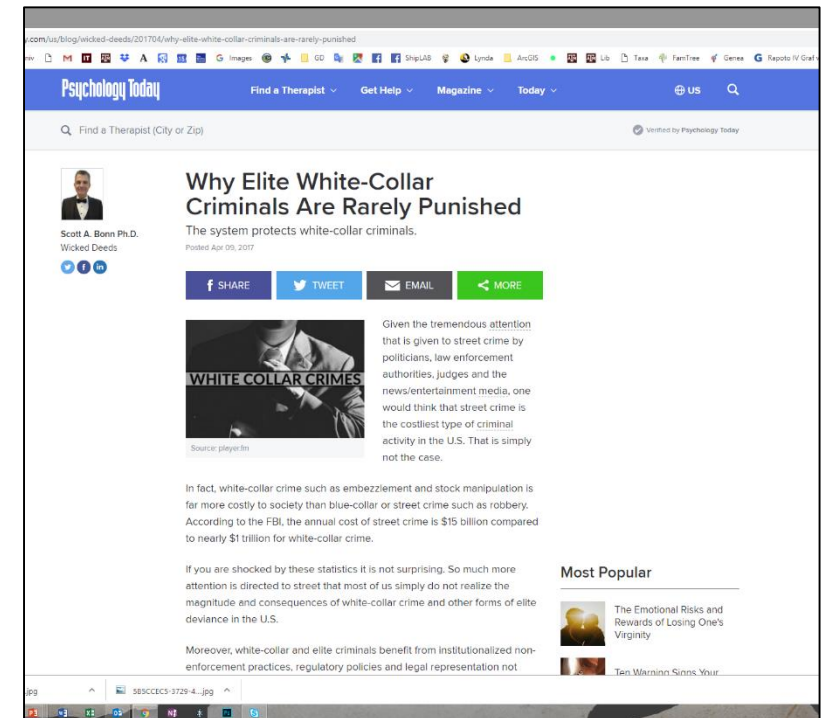 y.com/us/blog/wicked-deeds/201704/why-elite-white-collar-criminals-are-rarely-punished
G Images GD ShipLAB Lynda ArcGIS Lib Taxa FamTree Genea Rapoto IV Graf v
Psychology Today Find a Therapist Get Help Magazine Today US
Find a Therapist (City or Zip) Verified by Psychology Today
Why Elite White-Collar
Criminals Are Rarely Punished
The system protects white-collar criminals.
Posted Apr 09, 2017
Scott A. Bonn Ph.D.
Wicked Deeds
SHARE TWEET EMAIL MORE
WHITE COLLAR CRIMES
Source: player.fm
Given the tremendous attention
that is given to street crime by
politicians, law enforcement
authorities, judges and the
news/entertainment media, one
would think that street crime is
the costliest type of criminal
activity in the U.S. That is simply
not the case.
In fact, white-collar crime such as embezzlement and stock manipulation is
far more costly to society than blue-collar or street crime such as robbery.
According to the FBI, the annual cost of street crime is $15 billion compared
to nearly $1 trillion for white-collar crime.
If you are shocked by these statistics it is not surprising. So much more
attention is directed to street that most of us simply do not realize the
magnitude and consequences of white-collar crime and other forms of elite
deviance in the U.S.
Moreover, white-collar and elite criminals benefit from institutionalized non-
enforcement practices, regulatory policies and legal representation not
Most Popular
The Emotional Risks and
Rewards of Losing One's
Virginity
Ten Warning Signs Your
.jpg 5B5CCEC5-3729-4....jpg